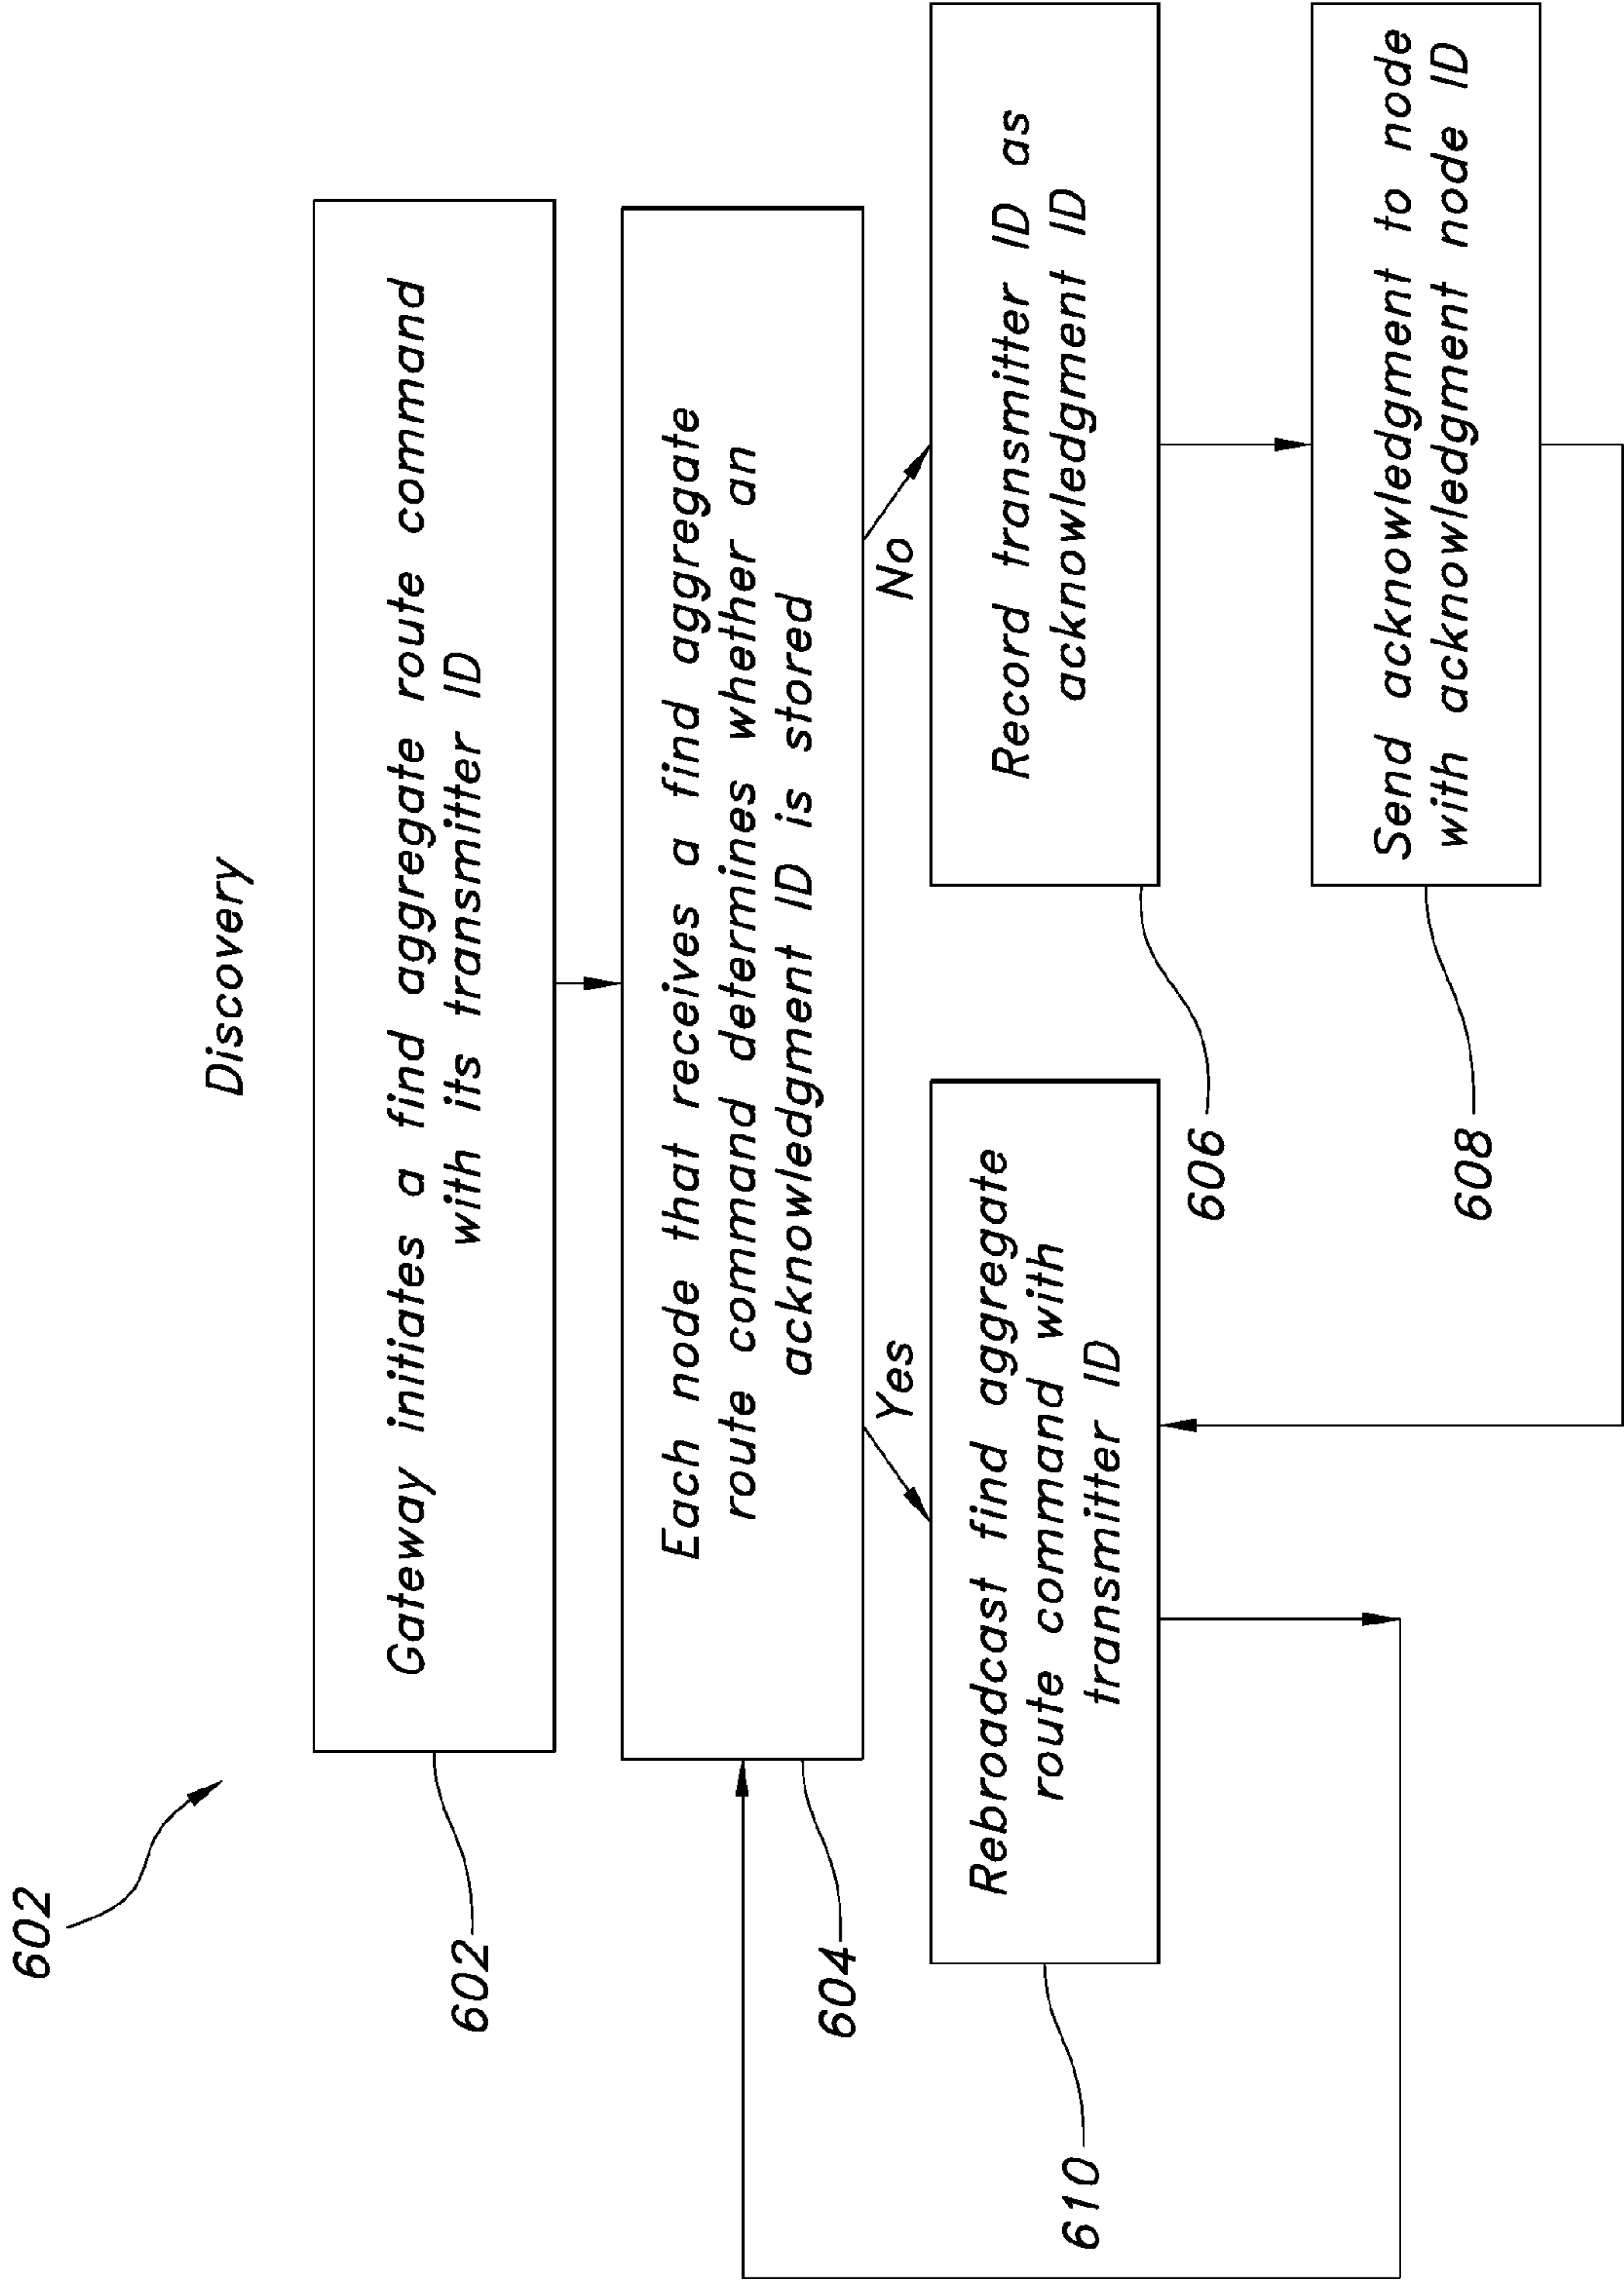 602
Discovery
602
Gateway initiates a find aggregate route command
with its transmitter ID
604
Each node that receives a find aggregate
route command determines whether an
acknowledgment ID is stored
Yes
No
610
Rebroadcast find aggregate
route command with
transmitter ID
606
Record transmitter ID as
acknowledgment ID
608
Send acknowledgment to node
with acknowledgment node ID